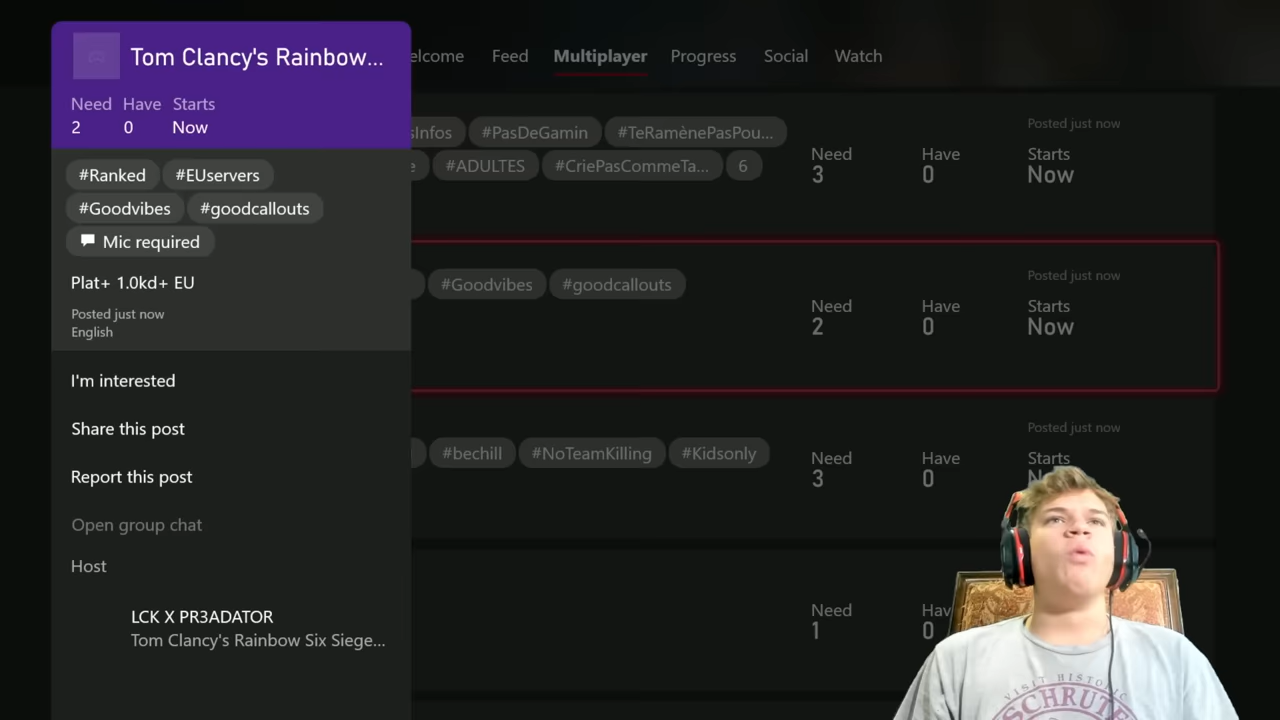 Tom Clancy's Rainbow...
Need Have Starts
2 0 Now
#Ranked #EUservers
#Goodvibes #goodcallouts
Mic required
Plat+ 1.0kd+ EU
Posted just now
English
I'm interested
Share this post
Report this post
Open group chat
Host
LCK X PR3ADATOR
Tom Clancy's Rainbow Six Siege...
elcome Feed Multiplayer Progress Social Watch
sInfos #PasDeGamin #TeRamènePasPou...
e #ADULTES #CriePasCommeTa... 6
Need Have
3 0
Posted just now
Starts
Now
#Goodvibes #goodcallouts
Need Have
2 0
Posted just now
Starts
Now
#bechill #NoTeamKilling #Kidsonly
Need Have
3 0
Posted just now
Starts
Need Hav
1 0
VISIT HISTORIC
SCHRUTE